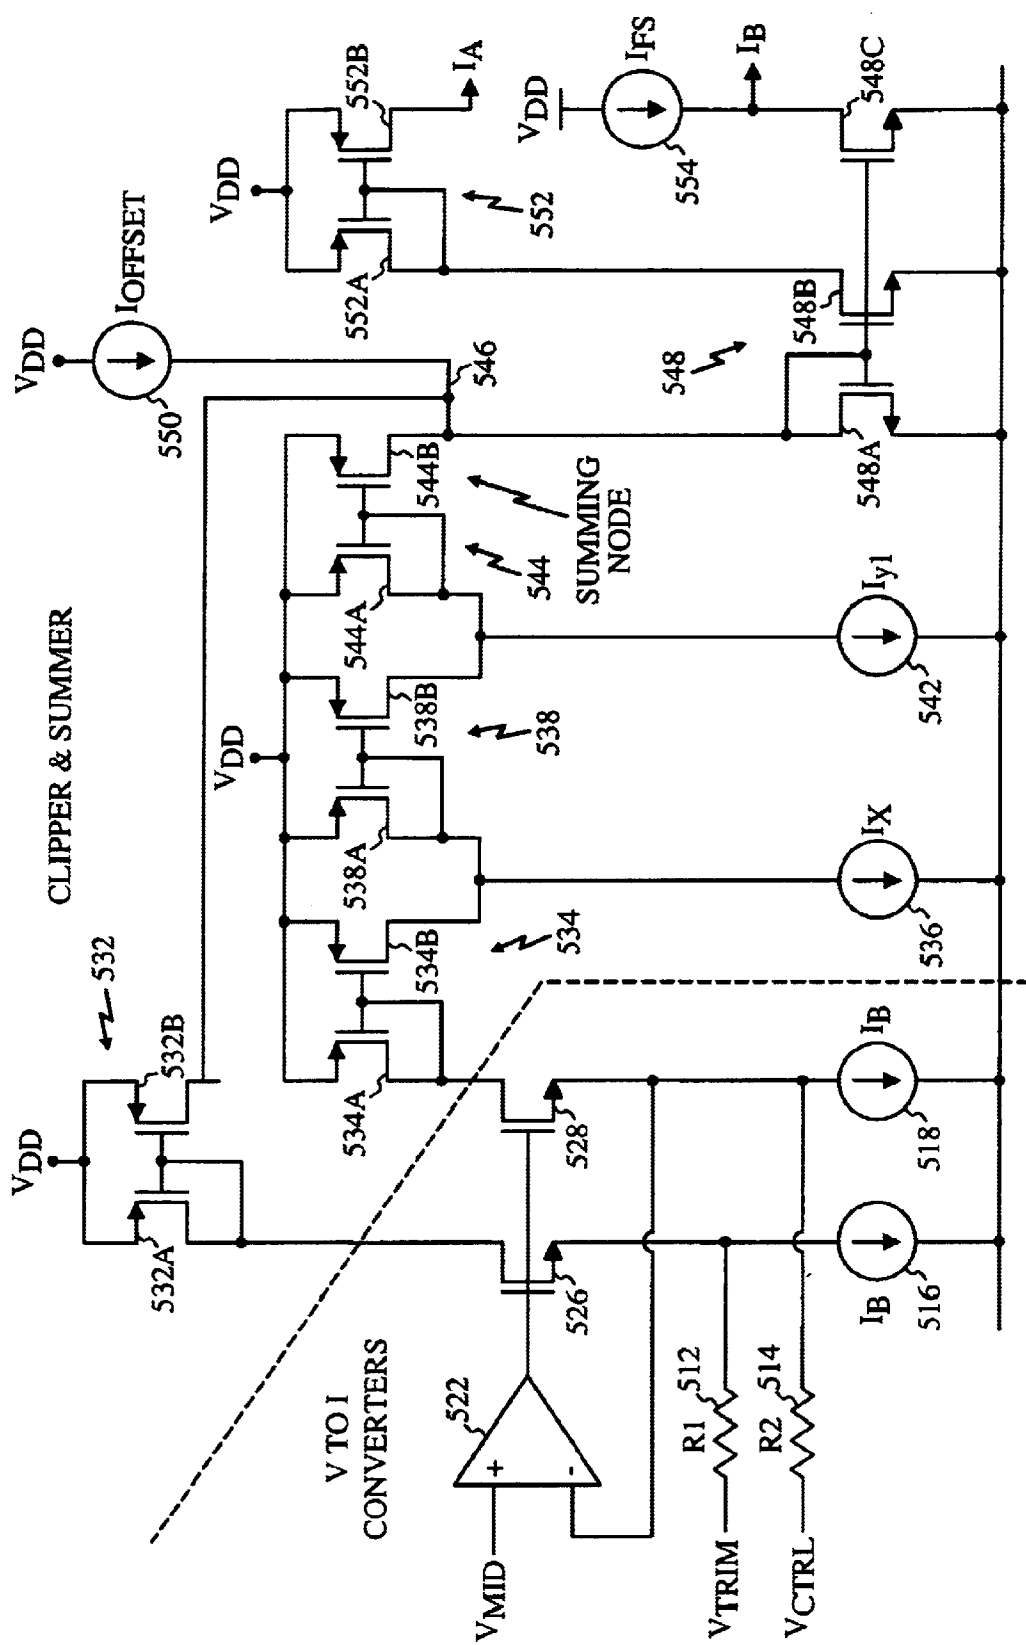 CLIPPER & SUMMER
V TO I
CONVERTERS
VDD
532
532A
532B
VDD
IOFFSET
550
VDD
552A
552B
IA
552
VDD
534A
534B
534
538A
538B
538
544A
544B
544
546
SUMMING
NODE
VDD
IFS
554
IB
VMID
+
-
522
526
528
VTRIM
R1
512
VCTRL
R2
514
IB
516
IB
518
IX
536
Iy1
542
548
548A
548B
548C